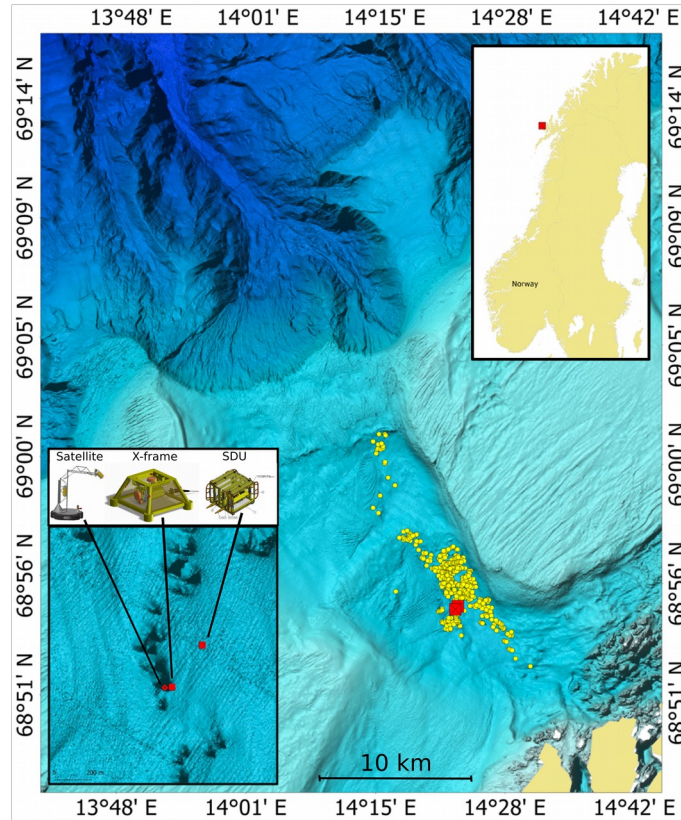 13°48' E 14°01' E 14°15' E 14°28' E 14°42' E
69°14' N
69°09' N
69°05' N
69°00' N
68°56' N
68°51' N
69°14' N
69°09' N
69°05' N
69°00' N
68°56' N
68°51' N
Norway
Satellite X-frame SDU
200 m
10 km
13°48' E 14°01' E 14°15' E 14°28' E 14°42' E